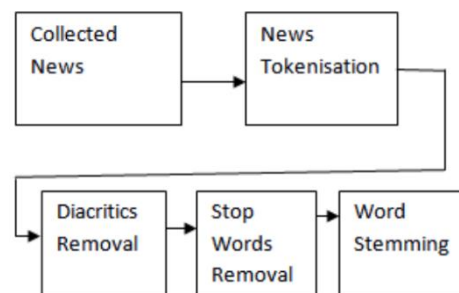 Collected
News
News
Tokenisation
Diacritics
Removal
Stop
Words
Removal
Word
Stemming